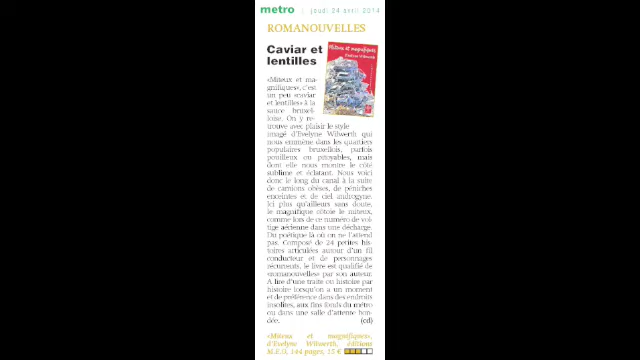 metro jeudi 24 avril 2014
ROMANOUVELLES
Caviar et
lentilles
Miteux et magnifiques
Evelyne Wilwerth
«Miteux et ma-
gnifiques», c'est
un peu «caviar
et lentilles» à la
sauce bruxel-
loise. On y re-
trouve avec plaisir le style
imagé d'Evelyne Wilwerth qui
nous emmène dans les quartiers
populaires bruxellois, parfois
pouilleux ou pitoyables, mais
dont elle nous montre le côté
sublime et éclatant. Nous voici
donc le long du canal à la suite
de camions obèses, de péniches
enceintes et de ciel androgyne.
Ici plus qu'ailleurs sans doute,
le magnifique côtoie le miteux,
comme lors de ce numéro de vol-
tige aérienne dans une décharge.
Du poétique là où on ne l'attend
pas. Composé de 24 petites his-
toires articulées autour d'un fil
conducteur et de personnages
récurrents, le livre est qualifié de
«romanouvelles» par son auteur.
A lire d'une traite ou histoire par
histoire lorsqu'on a un moment
et de préférence dans des endroits
insolites, aux fins fonds du métro
ou dans une salle d'attente bon-
dée. (cd)
«Miteux et magnifiques»,
d'Evelyne Wilwerth, éditions
M.E.O, 144 pages, 15 €